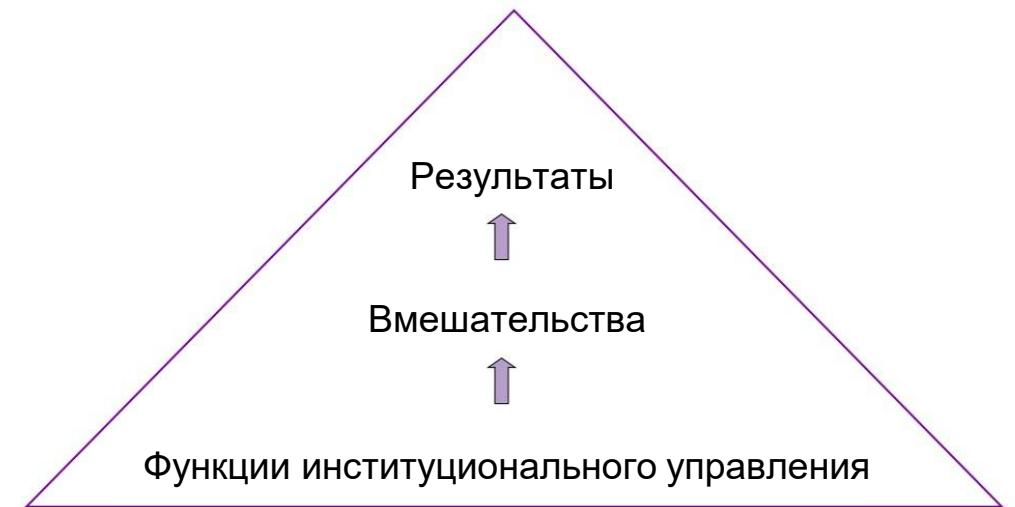 Результаты
Вмешательства
Функции институционального управления